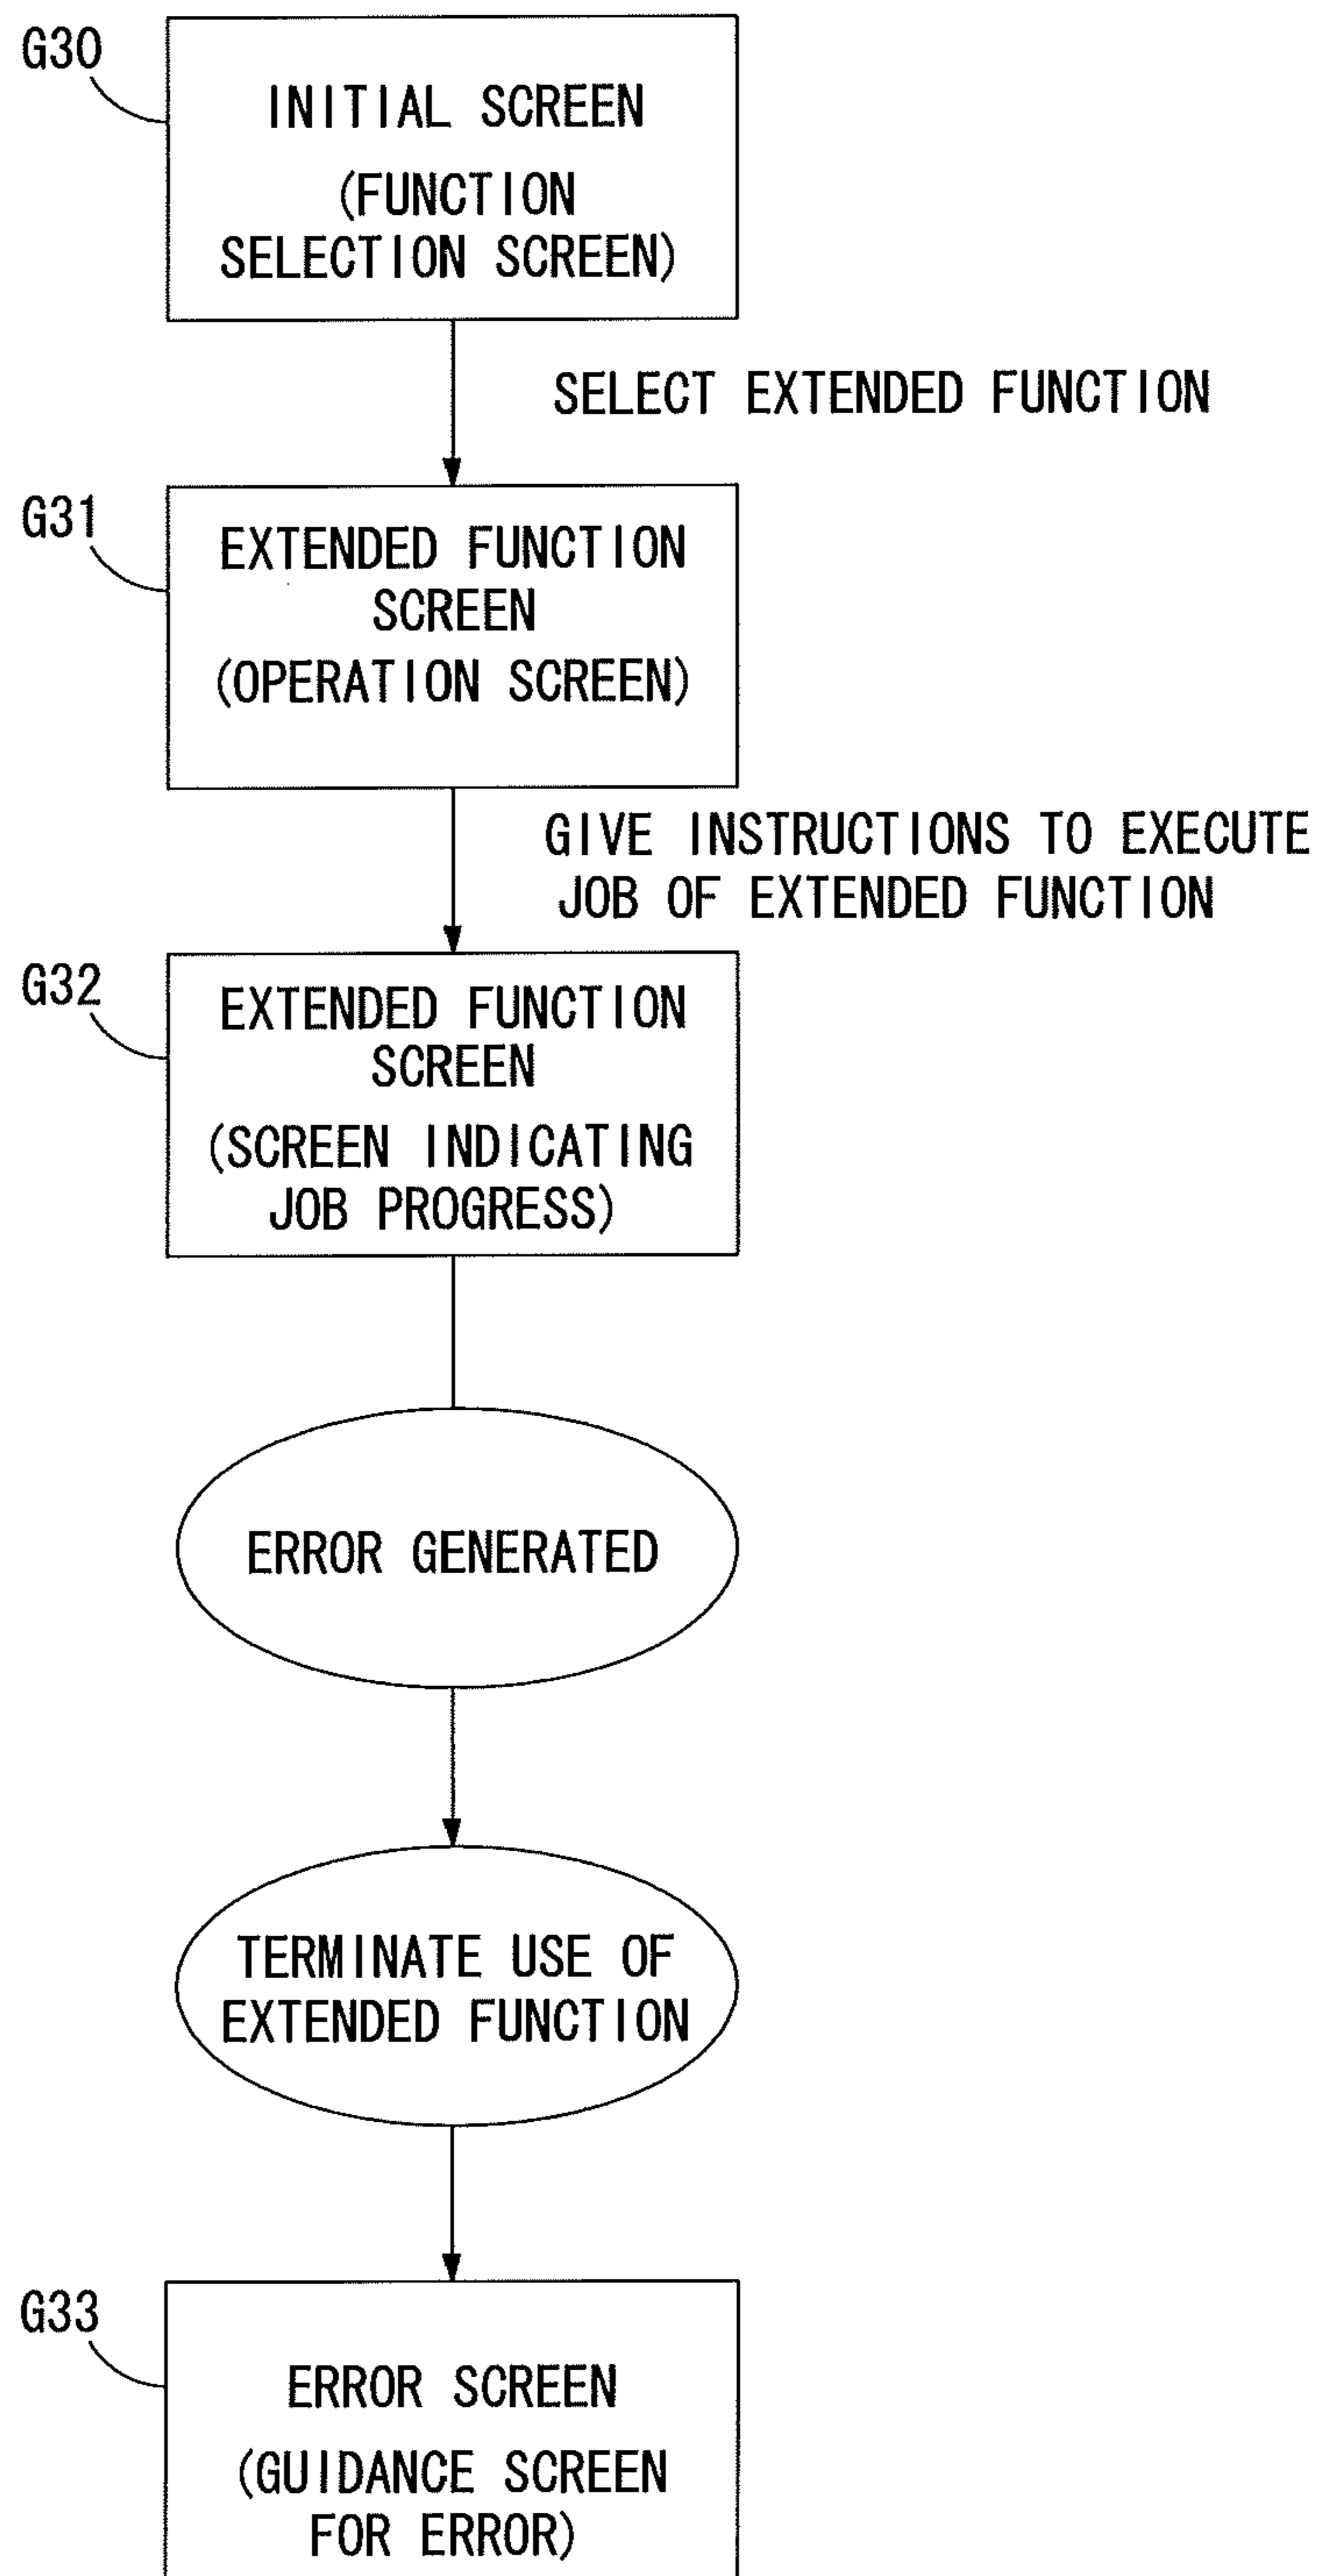 G30
INITIAL SCREEN
(FUNCTION
SELECTION SCREEN)
SELECT EXTENDED FUNCTION
G31
EXTENDED FUNCTION
SCREEN
(OPERATION SCREEN)
GIVE INSTRUCTIONS TO EXECUTE
JOB OF EXTENDED FUNCTION
G32
EXTENDED FUNCTION
SCREEN
(SCREEN INDICATING
JOB PROGRESS)
ERROR GENERATED
TERMINATE USE OF
EXTENDED FUNCTION
G33
ERROR SCREEN
(GUIDANCE SCREEN
FOR ERROR)